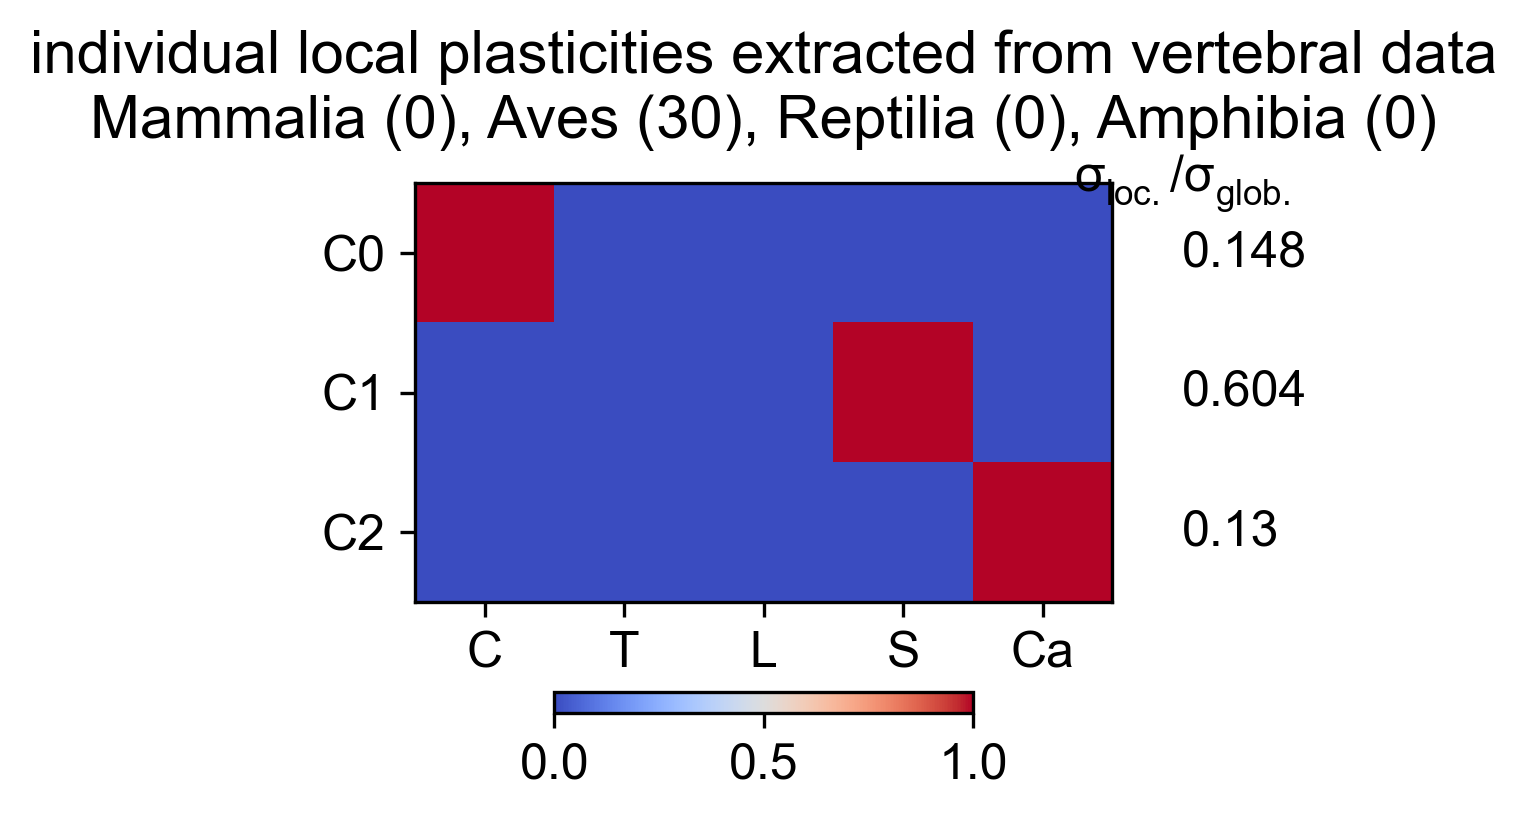 individual local plasticities extracted from vertebral data
Mammalia (0), Aves (30), Reptilia (0), Amphibia (0)
σloc. /σglob.
C0 0.148
C1 0.604
C2 0.13
C T L S Ca
0.0 0.5 1.0